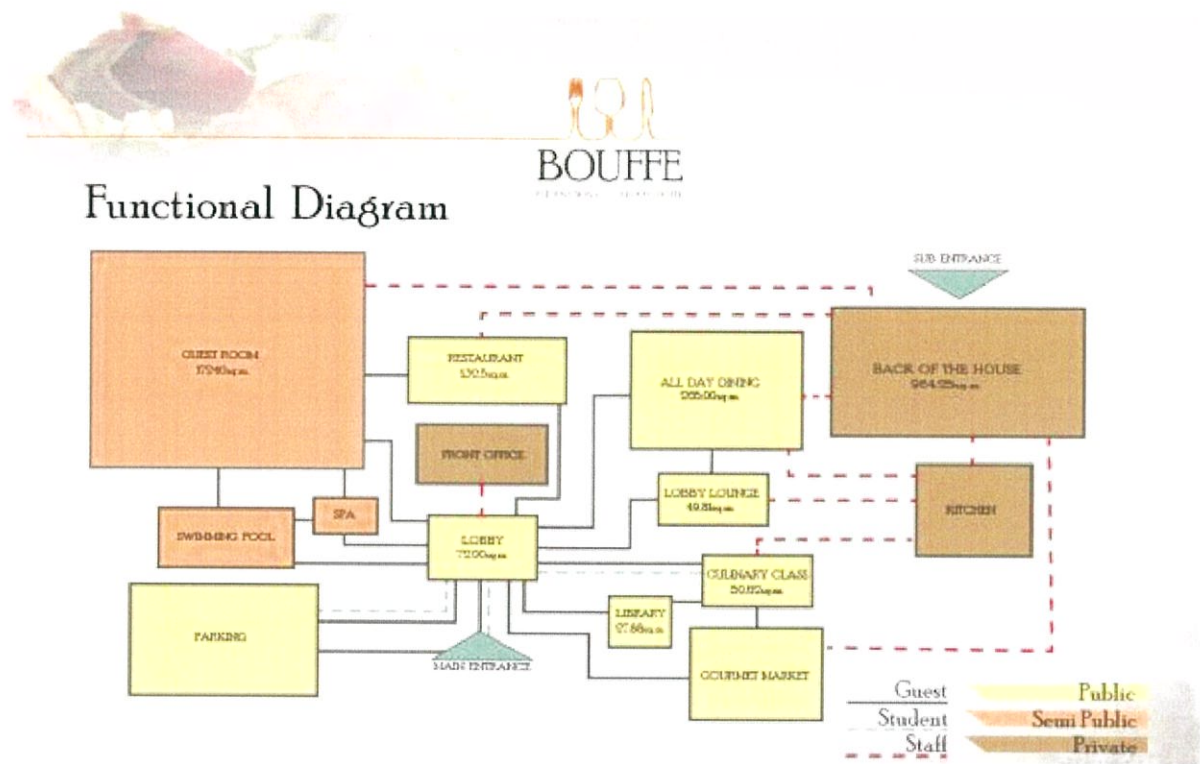 BOUFFE
Functional Diagram
SUB ENTRANCE
GUEST ROOM
RESTAURANT
ALL DAY DINING
BACK OF THE HOUSE
FRONT OFFICE
LOBBY LOUNGE
KITCHEN
SPA
SWIMMING POOL
LOBBY
CULINARY CLASS
LIBRARY
PARKING
MAIN ENTRANCE
GOURMET MARKET
Guest
Public
Student
Semi Public
Staff
Private